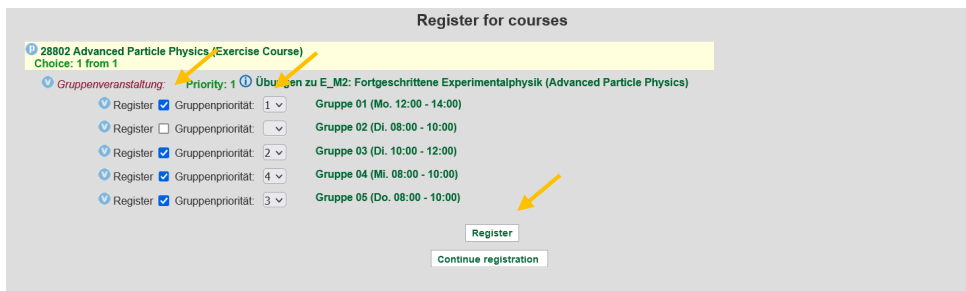 Register for courses
P 28802 Advanced Particle Physics (Exercise Course)
Choice: 1 from 1
V Gruppenveranstaltung: Priority: 1 i Übungen zu E_M2: Fortgeschrittene Experimentalphysik (Advanced Particle Physics)
V Register Gruppenpriorität: 1 Gruppe 01 (Mo. 12:00 - 14:00)
V Register Gruppenpriorität: Gruppe 02 (Di. 08:00 - 10:00)
V Register Gruppenpriorität: 2 Gruppe 03 (Di. 10:00 - 12:00)
V Register Gruppenpriorität: 4 Gruppe 04 (Mi. 08:00 - 10:00)
V Register Gruppenpriorität: 3 Gruppe 05 (Do. 08:00 - 10:00)
Register
Continue registration